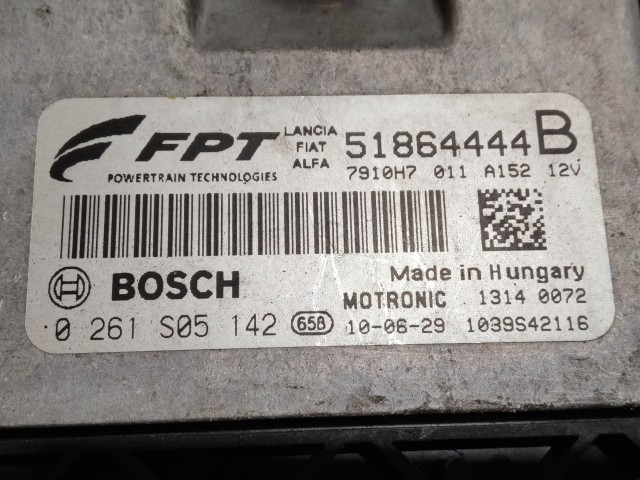 FPT
POWERTRAIN TECHNOLOGIES
LANCIA
FIAT
ALFA
51864444 B
7910H7 011 A152 12V
BOSCH
Made in Hungary
MOTRONIC 1314 0072
0 261 S05 142 658 10-06-29 1039S42116